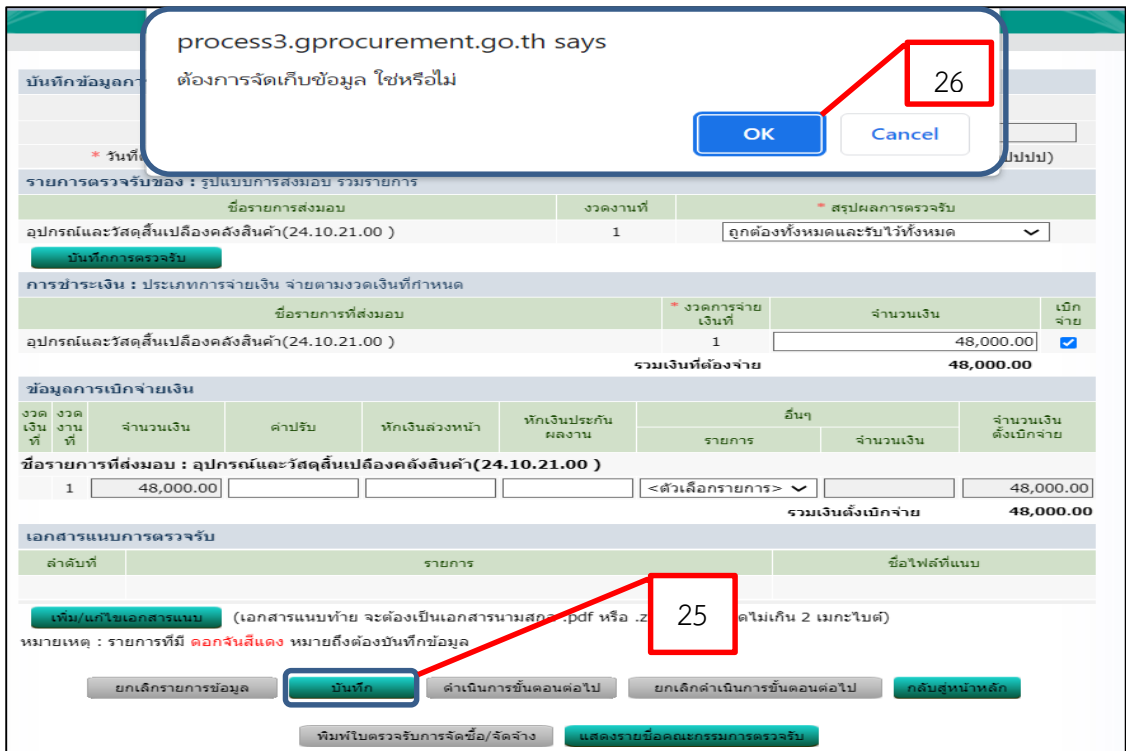 process3.gprocurement.go.th says
ต้องการจัดเก็บข้อมูล ใช่หรือไม่
26
OK Cancel
บันทึกข้อมูลกา
* วันที่
ปปปป)
รายการตรวจรับของ : รูปแบบการส่งมอบ รวมรายการ
ชื่อรายการส่งมอบ งวดงานที่ * สรุปผลการตรวจรับ
อุปกรณ์และวัสดุสิ้นเปลืองคลังสินค้า(24.10.21.00 ) 1 ถูกต้องทั้งหมดและรับไว้ทั้งหมด
บันทึกการตรวจรับ
การชำระเงิน : ประเภทการจ่ายเงิน จ่ายตามงวดเงินที่กำหนด
ชื่อรายการที่ส่งมอบ * งวดการจ่ายเงินที่ จำนวนเงิน เบิกจ่าย
อุปกรณ์และวัสดุสิ้นเปลืองคลังสินค้า(24.10.21.00 ) 1 48,000.00
รวมเงินที่ต้องจ่าย 48,000.00
ข้อมูลการเบิกจ่ายเงิน
งวดเงินที่ งวดงานที่ จำนวนเงิน ค่าปรับ หักเงินล่วงหน้า หักเงินประกันผลงาน อื่นๆ จำนวนเงินตั้งเบิกจ่าย
รายการ จำนวนเงิน
ชื่อรายการที่ส่งมอบ : อุปกรณ์และวัสดุสิ้นเปลืองคลังสินค้า(24.10.21.00 )
1 48,000.00 <ตัวเลือกรายการ> 48,000.00
รวมเงินตั้งเบิกจ่าย 48,000.00
เอกสารแนบการตรวจรับ
ลำดับที่ รายการ ชื่อไฟล์ที่แนบ
เพิ่ม/แก้ไขเอกสารแนบ (เอกสารแนบท้าย จะต้องเป็นเอกสารนามสกุล .pdf หรือ .z ดไม่เกิน 2 เมกะไบต์)
25
หมายเหตุ : รายการที่มี ดอกจันสีแดง หมายถึงต้องบันทึกข้อมูล
ยกเลิกรายการข้อมูล บันทึก ดำเนินการขั้นตอนต่อไป ยกเลิกดำเนินการขั้นตอนต่อไป กลับสู่หน้าหลัก
พิมพ์ใบตรวจรับการจัดซื้อ/จัดจ้าง แสดงรายชื่อคณะกรรมการตรวจรับ